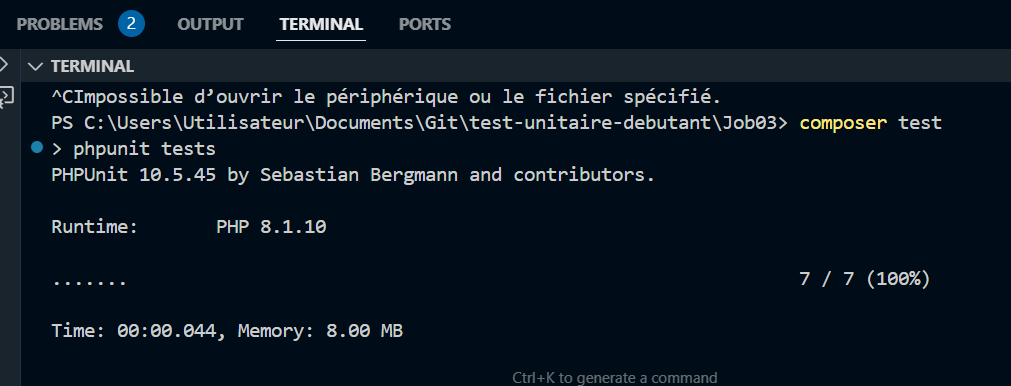 PROBLEMS 2 OUTPUT TERMINAL PORTS
TERMINAL
^CImpossible d’ouvrir le périphérique ou le fichier spécifié.
PS C:\Users\Utilisateur\Documents\Git\test-unitaire-debutant\Job03> composer test
> phpunit tests
PHPUnit 10.5.45 by Sebastian Bergmann and contributors.
Runtime: PHP 8.1.10
....... 7 / 7 (100%)
Time: 00:00.044, Memory: 8.00 MB
Ctrl+K to generate a command